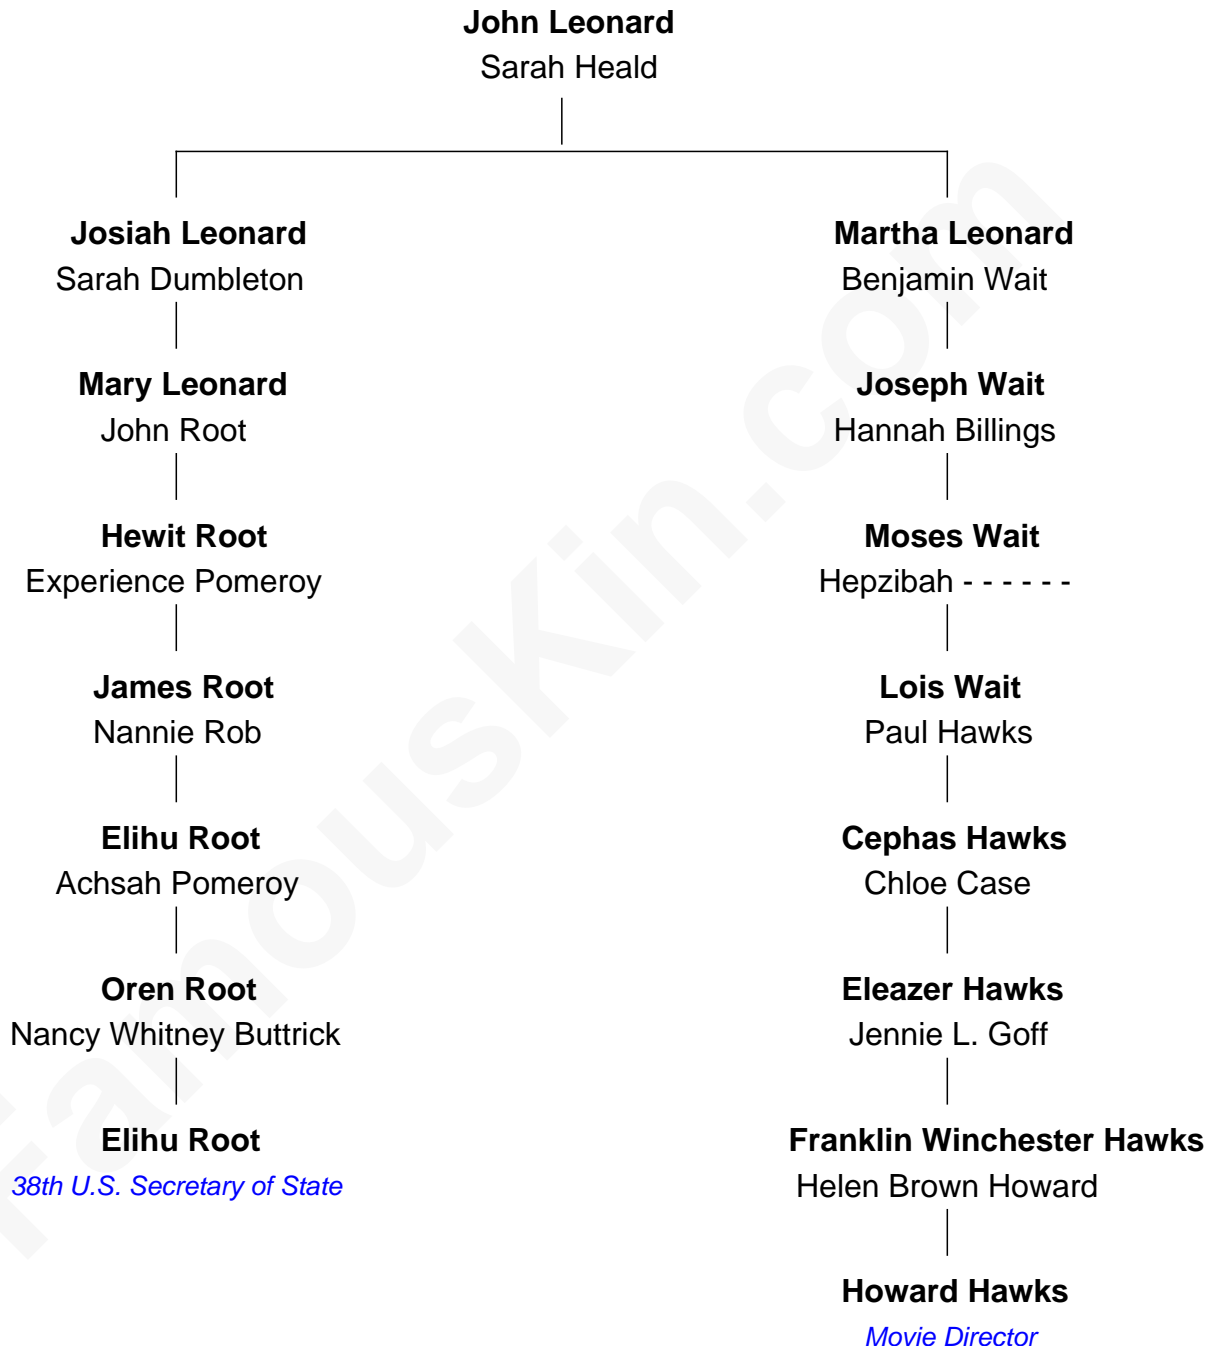 John Leonard
Sarah Heald
Josiah Leonard
Sarah Dumbleton
Martha Leonard
Benjamin Wait
Mary Leonard
John Root
Joseph Wait
Hannah Billings
Hewit Root
Experience Pomeroy
Moses Wait
Hepzibah - - - - - -
James Root
Nannie Rob
Lois Wait
Paul Hawks
Elihu Root
Achsah Pomeroy
Cephas Hawks
Chloe Case
Oren Root
Nancy Whitney Buttrick
Eleazer Hawks
Jennie L. Goff
Elihu Root
38th U.S. Secretary of State
Franklin Winchester Hawks
Helen Brown Howard
Howard Hawks
Movie Director
FamousKin.com